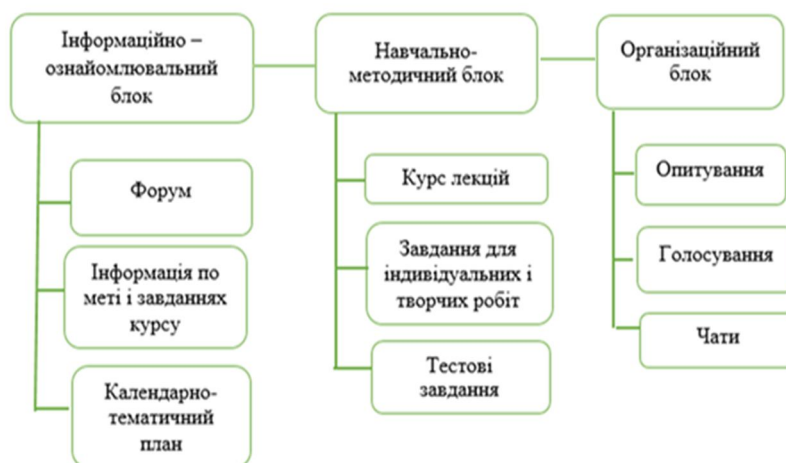 Інформаційно –
ознайомлювальний
блок
Форум
Інформація по
меті і завданнях
курсу
Календарно-
тематичний
план
Навчально-
методичний блок
Курс лекцій
Завдання для
індивідуальних і
творчих робіт
Тестові
завдання
Організаційний
блок
Опитування
Голосування
Чати